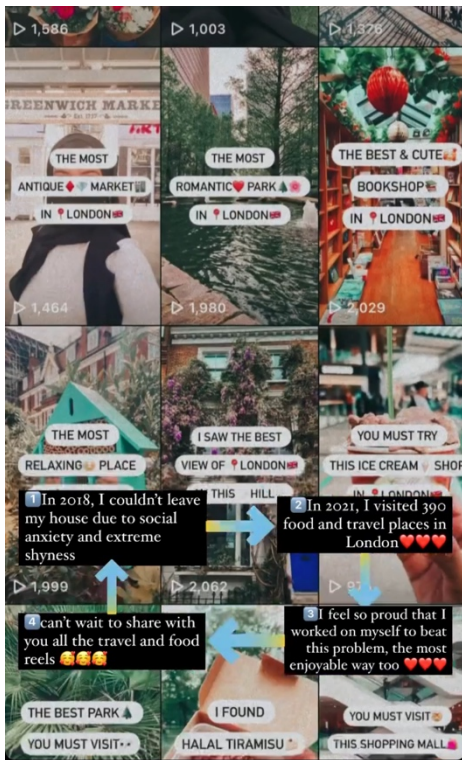 1,586
1,003
1,376
GREENWICH MARKE
THE MOST
ANTIQUE♦️💎MARKET🏬
IN 📍LONDON🇬🇧
1,464
THE MOST
ROMANTIC❤️ PARK🌲🌸
IN 📍LONDON🇬🇧
1,980
THE BEST & CUTE🥰
BOOKSHOP📚
IN 📍LONDON🇬🇧
2,029
THE MOST
RELAXING😌 PLACE
1,999
I SAW THE BEST
VIEW OF 📍LONDON🇬🇧
THIS HILL
2,062
YOU MUST TRY
THIS ICE CREAM🍦 SHOP
IN 📍LONDON🇬🇧
1️⃣In 2018, I couldn’t leave
my house due to social
anxiety and extreme
shyness
2️⃣In 2021, I visited 390
food and travel places in
London❤️❤️❤️
3️⃣I feel so proud that I
worked on myself to beat
this problem, the most
enjoyable way too ❤️❤️❤️
4️⃣can’t wait to share with
you all the travel and food
reels 🥰🥰🥰
THE BEST PARK🌲
YOU MUST VISIT👀
I FOUND
HALAL TIRAMISU🍰
YOU MUST VISIT😍
THIS SHOPPING MALL🌺